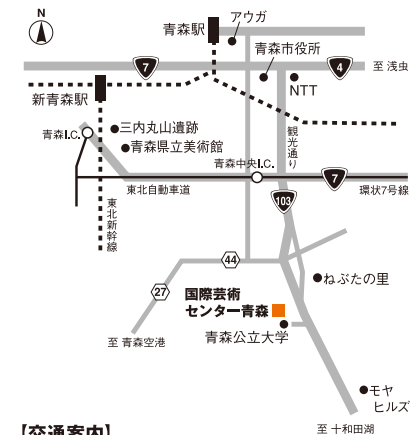 N
青森駅
アウガ
7
青森市役所
4
至 浅虫
新青森駅
NTT
青森I.C.
三内丸山遺跡
青森県立美術館
観光通り
青森中央I.C.
東北自動車道
7
環状7号線
103
東北新幹線
44
27
国際芸術
センター青森
ねぶたの里
青森公立大学
至 青森空港
モヤ
ヒルズ
至 十和田湖
【交通案内】